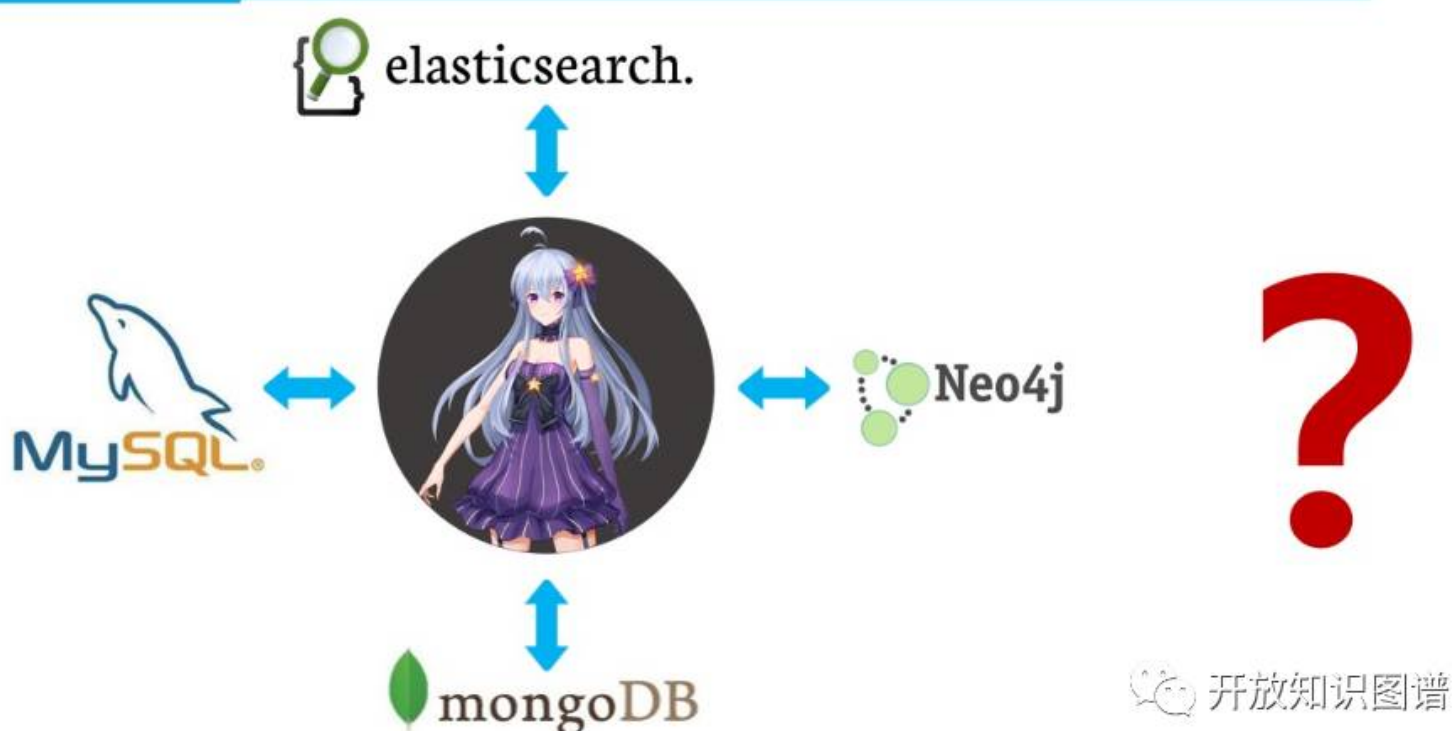 elasticsearch.
MySQL®
Neo4j
?
mongoDB
开放知识图谱